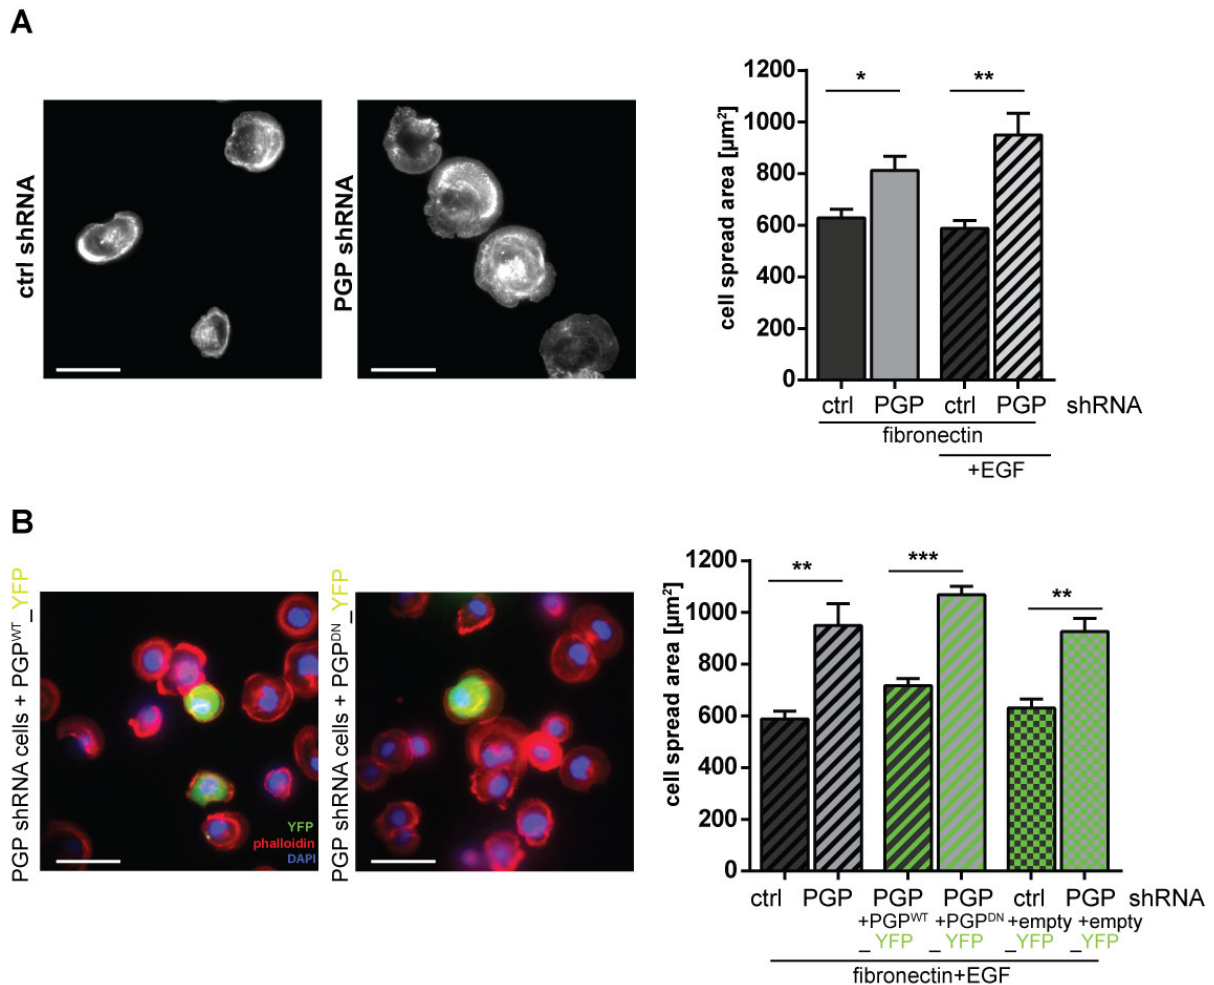 A
ctrl shRNA
PGP shRNA
cell spread area [µm²]
1200
1000
800
600
400
200
0
*
**
ctrl PGP ctrl PGP shRNA
fibronectin
+EGF
B
PGP shRNA cells + PGPᵂᵀ_YFP
YFP
phalloidin
DAPI
PGP shRNA cells + PGPᴰᴺ_YFP
cell spread area [µm²]
1200
1000
800
600
400
200
0
**
***
**
ctrl PGP PGP PGP ctrl PGP shRNA
+PGPᵂᵀ +PGPᴰᴺ +empty +empty
_YFP _YFP _YFP _YFP
fibronectin+EGF